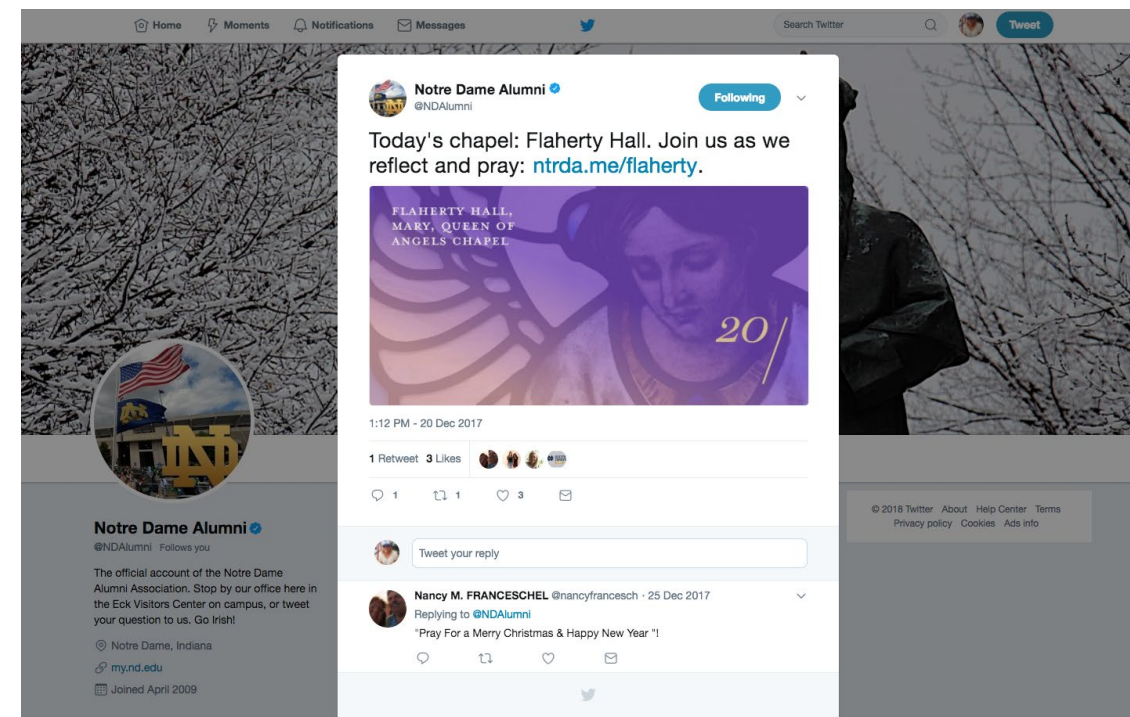 Home Moments Notifications Messages Search Twitter Tweet
Notre Dame Alumni
@NDAlumni
Following
Today's chapel: Flaherty Hall. Join us as we
reflect and pray: ntrda.me/flaherty.
FLAHERTY HALL,
MARY, QUEEN OF
ANGELS CHAPEL
20/
1:12 PM - 20 Dec 2017
1 Retweet 3 Likes
1 1 3
Tweet your reply
Nancy M. FRANCESCHEL @nancyfrancesch · 25 Dec 2017
Replying to @NDAlumni
"Pray For a Merry Christmas & Happy New Year "!
ND
Notre Dame Alumni
@NDAlumni Follows you
The official account of the Notre Dame
Alumni Association. Stop by our office here in
the Eck Visitors Center on campus, or tweet
your question to us. Go Irish!
Notre Dame, Indiana
my.nd.edu
Joined April 2009
© 2018 Twitter About Help Center Terms
Privacy policy Cookies Ads info